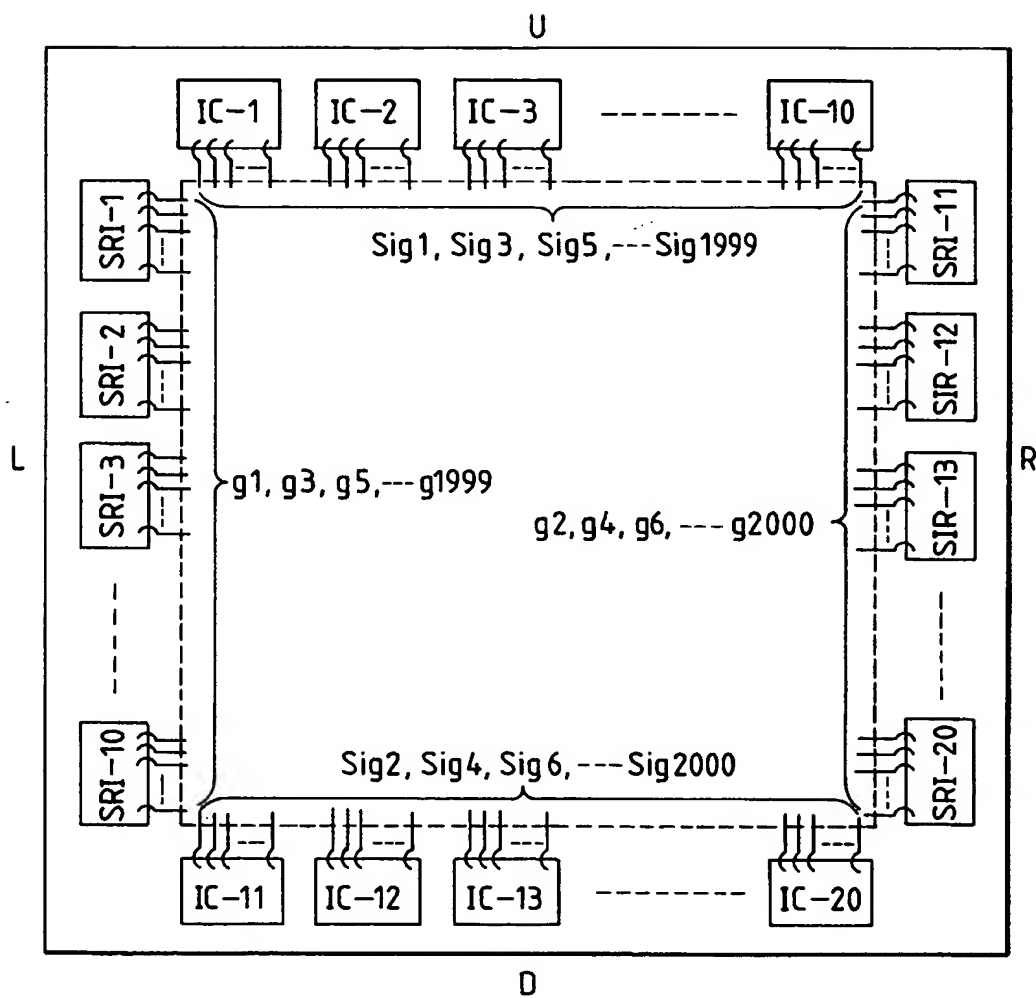 U
IC-1 IC-2 IC-3 IC-10
SRI-1
SRI-11
Sig1, Sig3, Sig5,---Sig1999
SRI-2
SIR-12
L
R
SRI-3
SIR-13
g1, g3, g5,---g1999
g2, g4, g6, ---g2000
SRI-10
SRI-20
Sig2, Sig4, Sig6, ---Sig2000
IC-11 IC-12 IC-13 IC-20
D